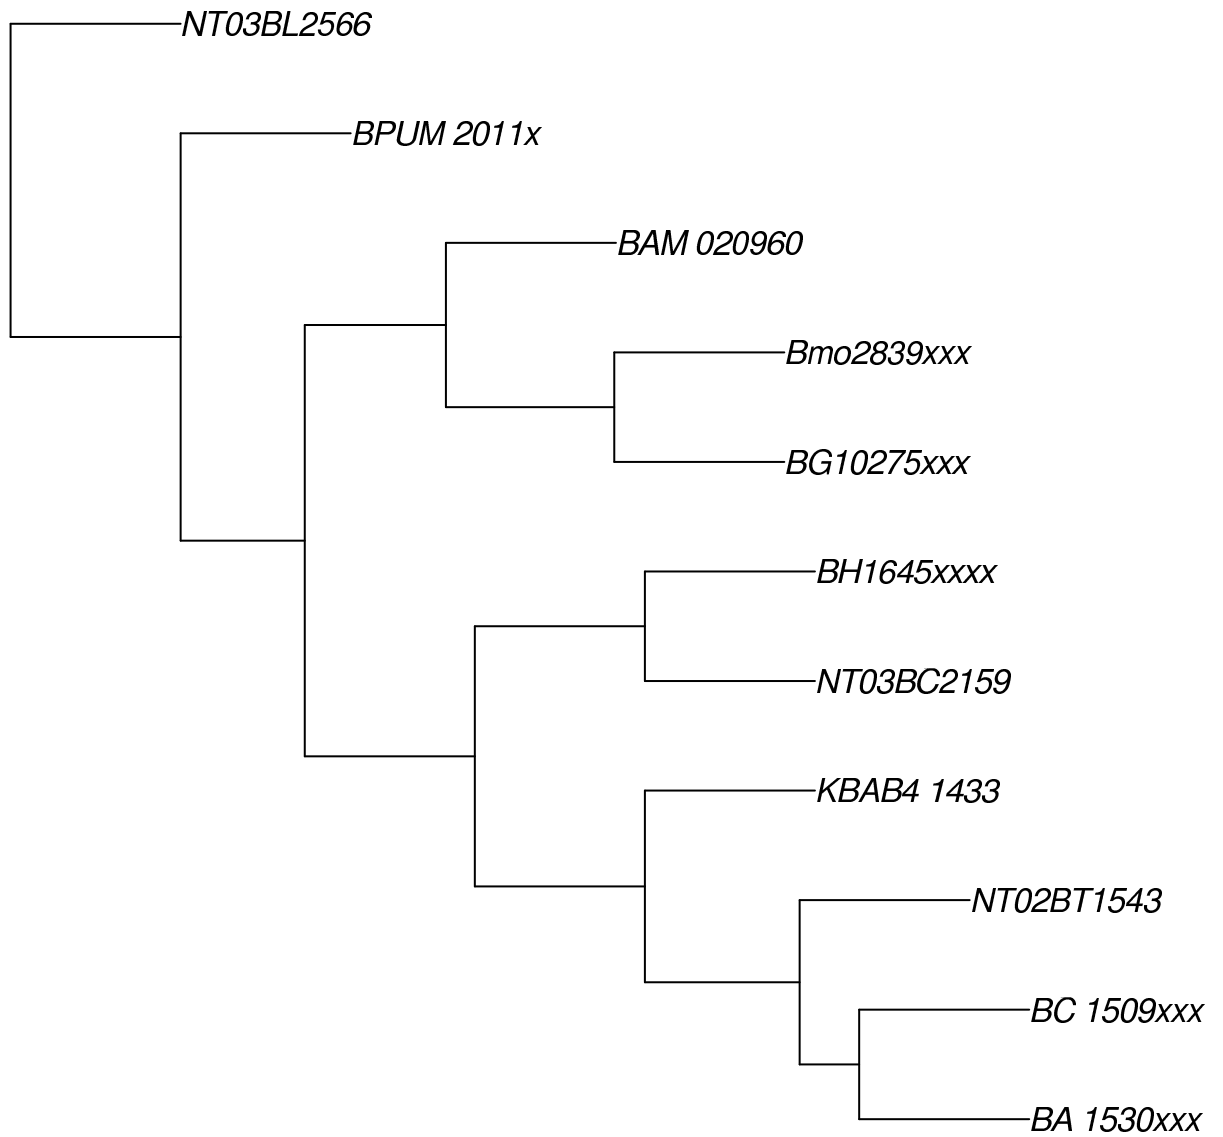 NT03BL2566
BPUM 2011x
BAM 020960
Bmo2839xxx
BG10275xxx
BH1645xxxx
NT03BC2159
KBAB4 1433
NT02BT1543
BC 1509xxx
BA 1530xxx